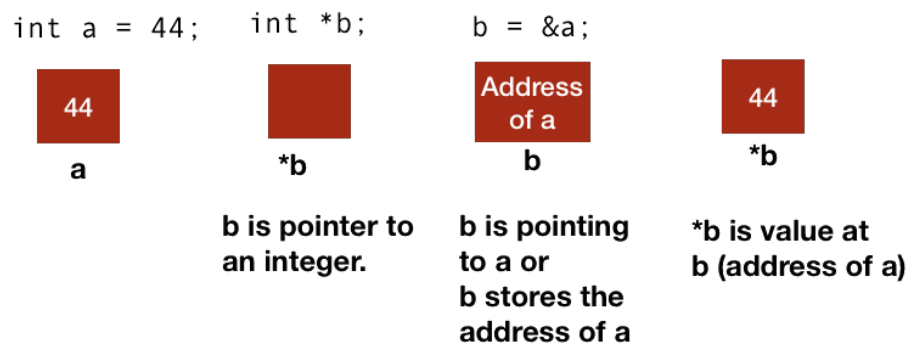 int a = 44;
int *b;
b = &a;
44
Address
of a
44
a
*b
b
*b
b is pointer to
an integer.
b is pointing
to a or
b stores the
address of a
*b is value at
b (address of a)